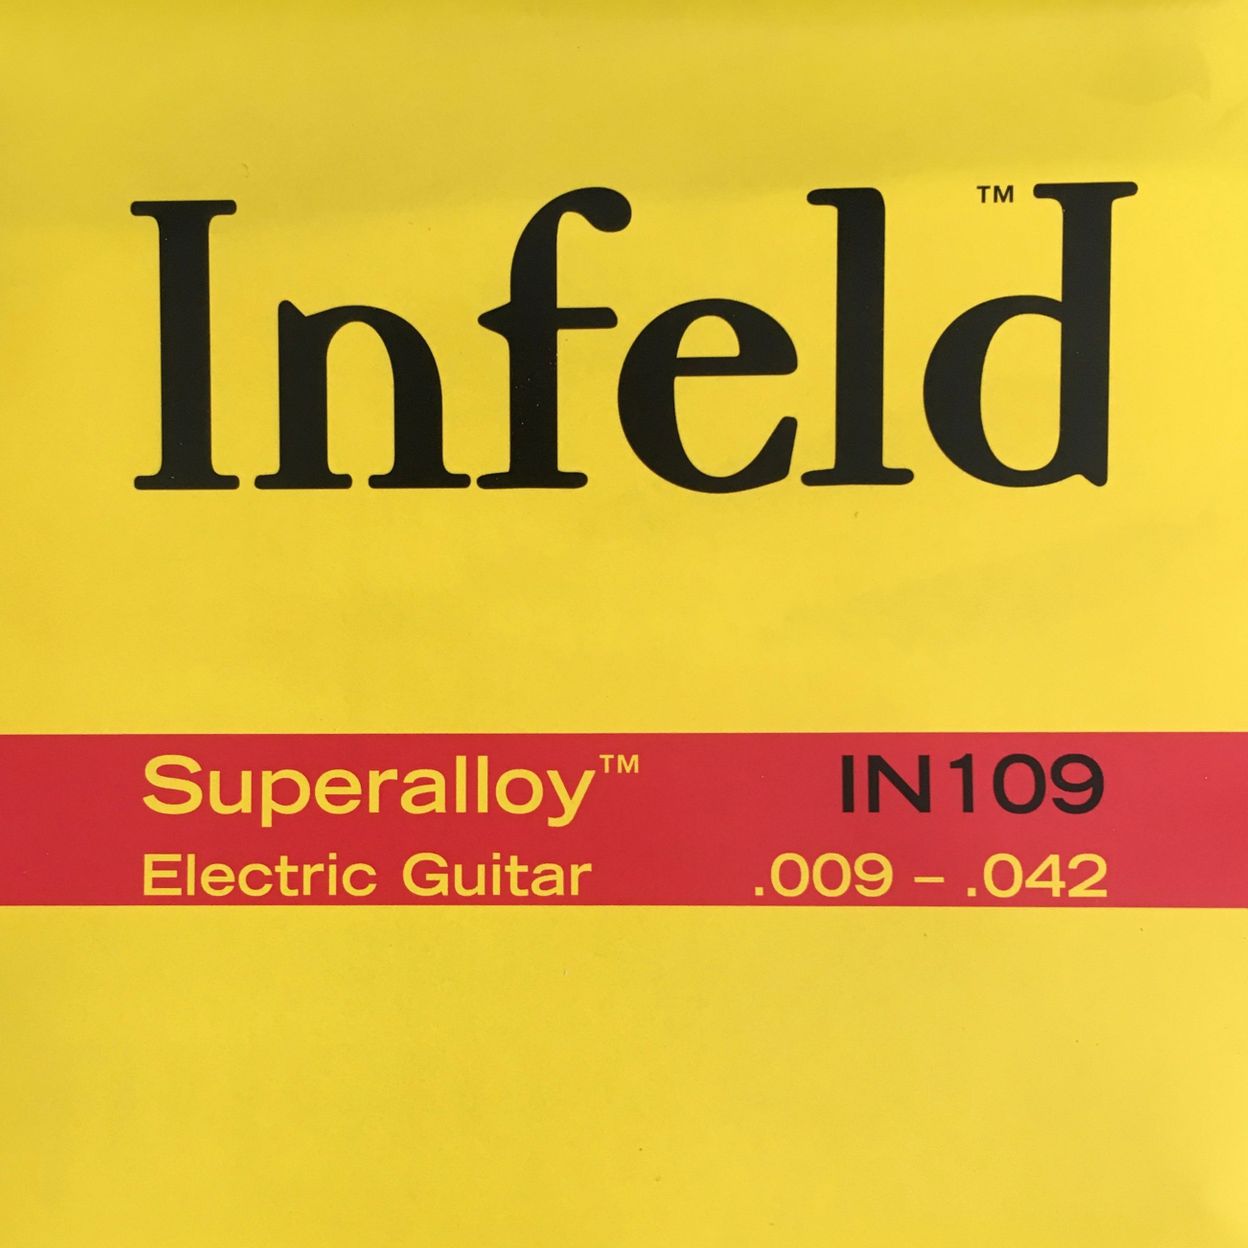 Infeld™
Superalloy™ IN109
Electric Guitar .009 – .042